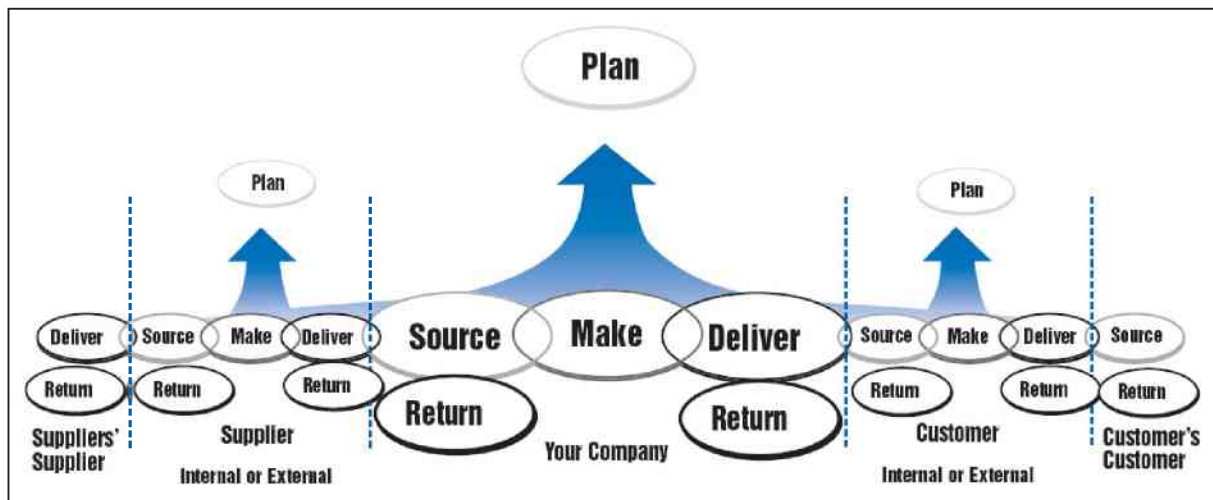 Plan
Plan
Plan
Deliver
Source
Make
Deliver
Source
Make
Deliver
Source
Make
Deliver
Source
Return
Return
Return
Return
Return
Return
Return
Return
Suppliers'
Supplier
Supplier
Internal or External
Your Company
Customer
Internal or External
Customer's
Customer